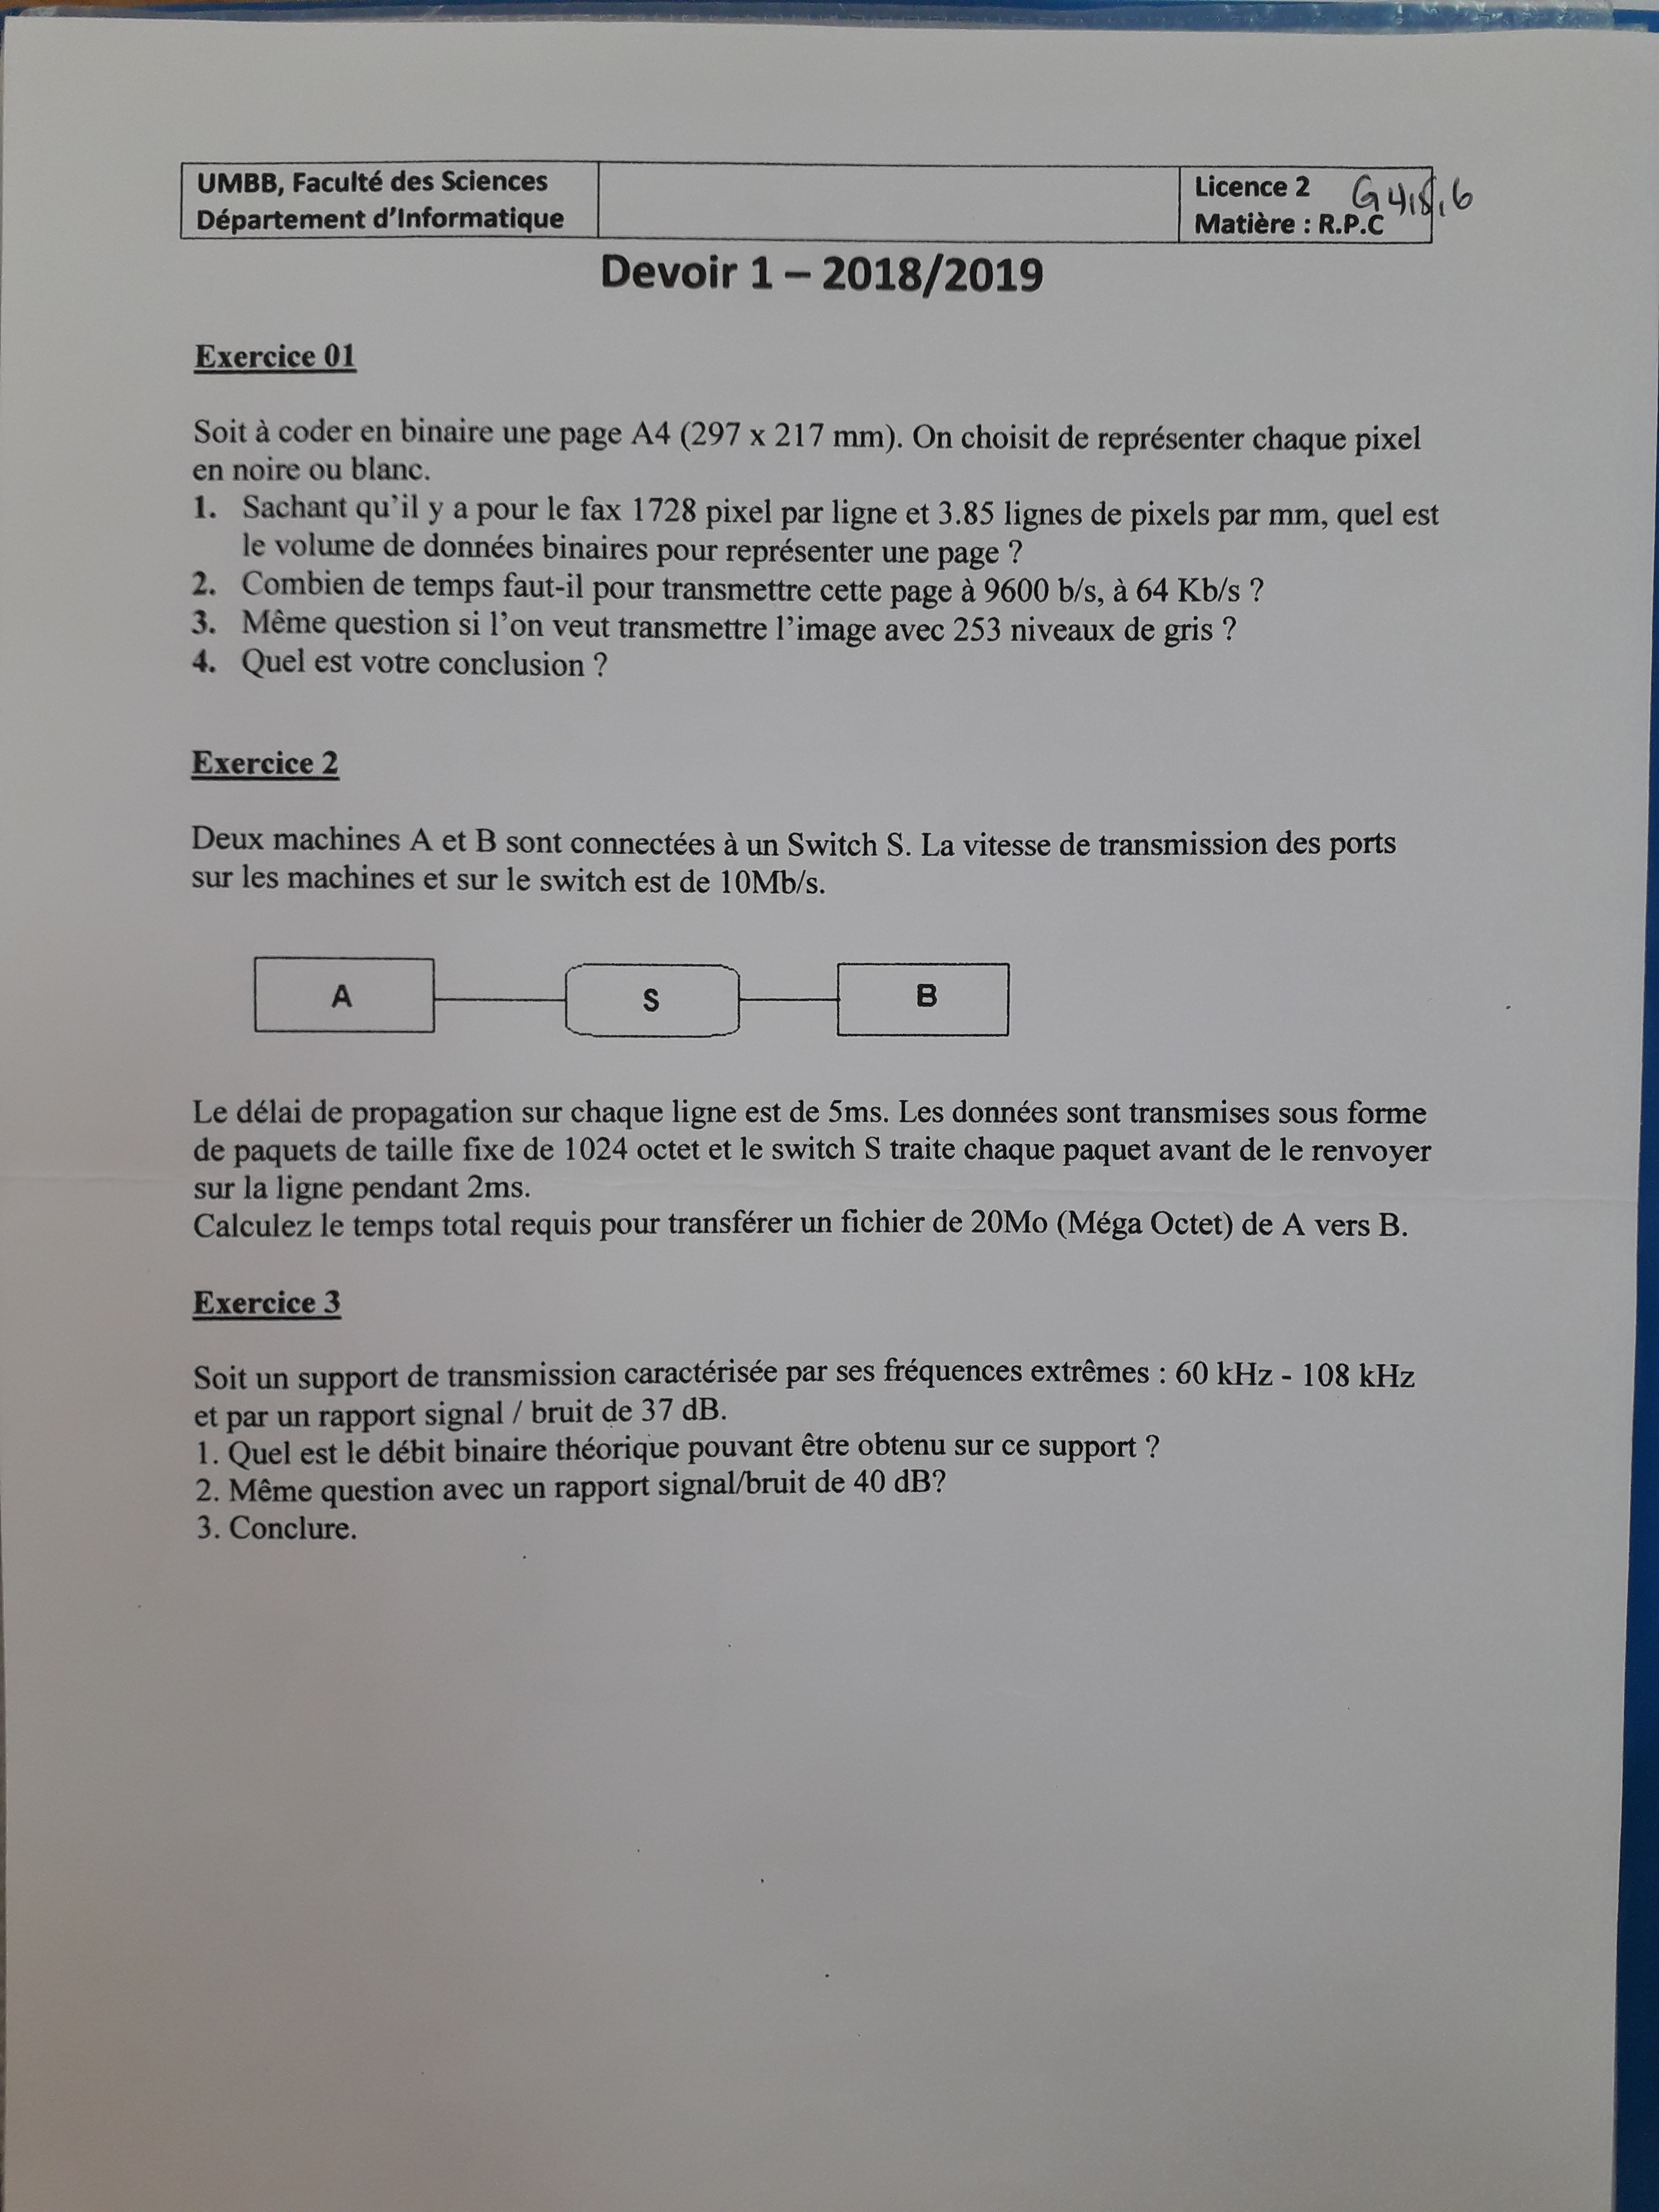 UMBB, Faculté des Sciences
Département d'Informatique
Licence 2
Matière : R.P.C
G4,5,6
Devoir 1 – 2018/2019
Exercice 01
Soit à coder en binaire une page A4 (297 x 217 mm). On choisit de représenter chaque pixel
en noire ou blanc.
1. Sachant qu'il y a pour le fax 1728 pixel par ligne et 3.85 lignes de pixels par mm, quel est
le volume de données binaires pour représenter une page ?
2. Combien de temps faut-il pour transmettre cette page à 9600 b/s, à 64 Kb/s ?
3. Même question si l'on veut transmettre l'image avec 253 niveaux de gris ?
4. Quel est votre conclusion ?
Exercice 2
Deux machines A et B sont connectées à un Switch S. La vitesse de transmission des ports
sur les machines et sur le switch est de 10Mb/s.
A S B
Le délai de propagation sur chaque ligne est de 5ms. Les données sont transmises sous forme
de paquets de taille fixe de 1024 octet et le switch S traite chaque paquet avant de le renvoyer
sur la ligne pendant 2ms.
Calculez le temps total requis pour transférer un fichier de 20Mo (Méga Octet) de A vers B.
Exercice 3
Soit un support de transmission caractérisée par ses fréquences extrêmes : 60 kHz - 108 kHz
et par un rapport signal / bruit de 37 dB.
1. Quel est le débit binaire théorique pouvant être obtenu sur ce support ?
2. Même question avec un rapport signal/bruit de 40 dB?
3. Conclure.